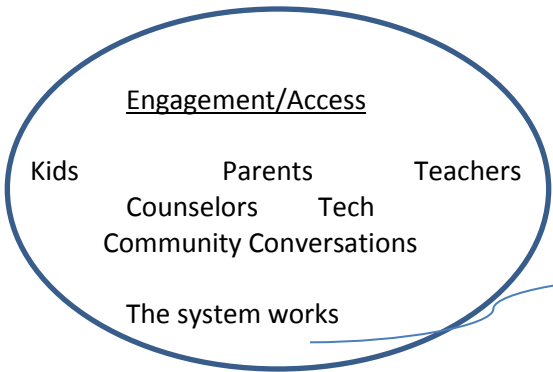 Engagement/Access
Kids Parents Teachers
Counselors Tech
Community Conversations
The system works